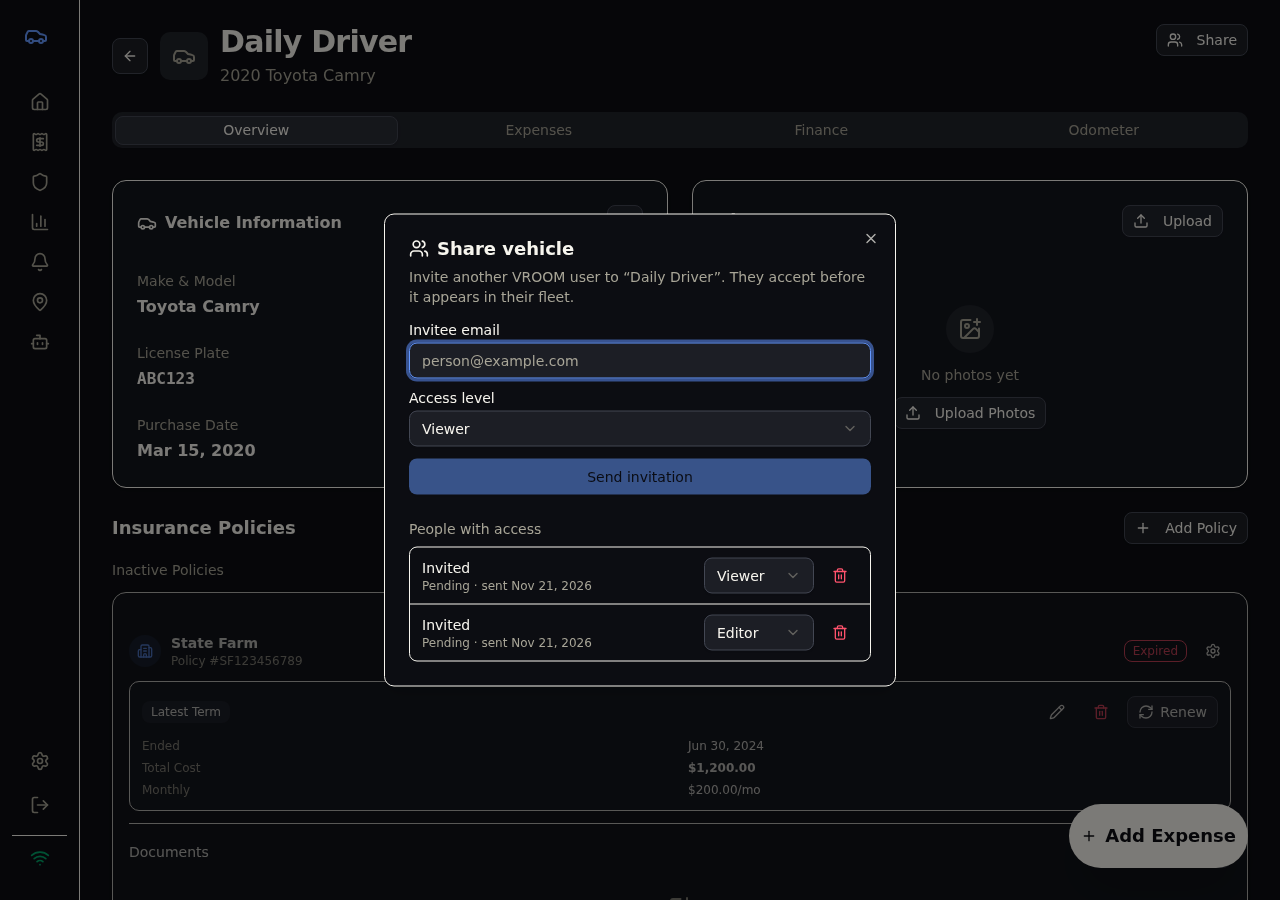 Daily Driver
2020 Toyota Camry
Share
Overview
Expenses
Finance
Odometer
Vehicle Information
Upload
Make & Model
Toyota Camry
License Plate
ABC123
Purchase Date
Mar 15, 2020
No photos yet
Upload Photos
Share vehicle
Invite another VROOM user to “Daily Driver”. They accept before
it appears in their fleet.
Invitee email
person@example.com
Access level
Viewer
Send invitation
People with access
Invited
Pending · sent Nov 21, 2026
Viewer
Invited
Pending · sent Nov 21, 2026
Editor
Insurance Policies
Add Policy
Inactive Policies
State Farm
Policy #SF123456789
Expired
Latest Term
Renew
Ended
Jun 30, 2024
Total Cost
$1,200.00
Monthly
$200.00/mo
Add Expense
Documents